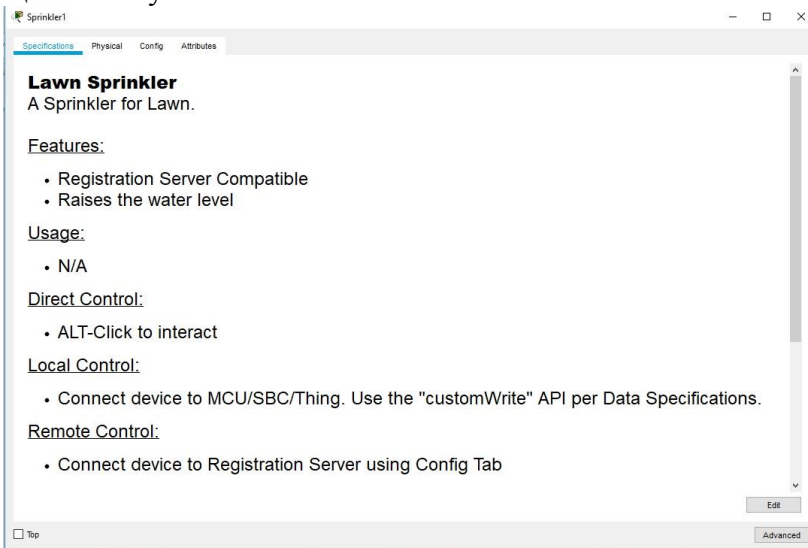 Sprinkler1
Specifications Physical Config Attributes
Lawn Sprinkler
A Sprinkler for Lawn.
Features:
• Registration Server Compatible
• Raises the water level
Usage:
• N/A
Direct Control:
• ALT-Click to interact
Local Control:
• Connect device to MCU/SBC/Thing. Use the "customWrite" API per Data Specifications.
Remote Control:
• Connect device to Registration Server using Config Tab
Edit
Top
Advanced